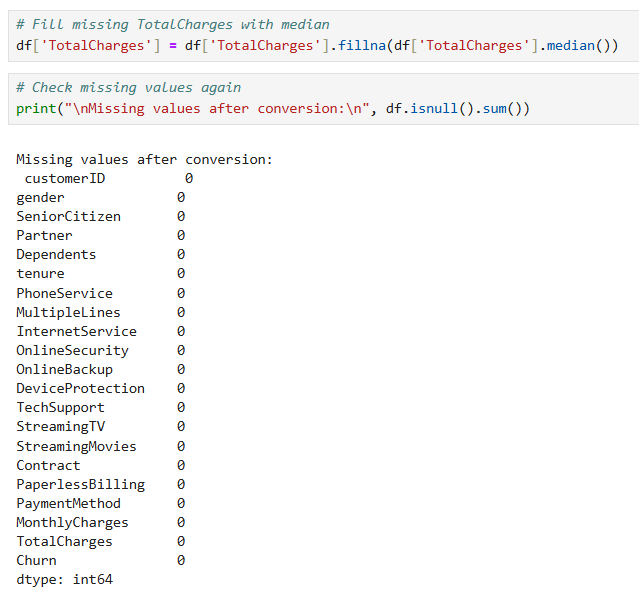 # Fill missing TotalCharges with median
df['TotalCharges'] = df['TotalCharges'].fillna(df['TotalCharges'].median())
# Check missing values again
print("\nMissing values after conversion:\n", df.isnull().sum())
Missing values after conversion:
 customerID          0
gender              0
SeniorCitizen       0
Partner             0
Dependents          0
tenure              0
PhoneService        0
MultipleLines       0
InternetService     0
OnlineSecurity      0
OnlineBackup        0
DeviceProtection    0
TechSupport         0
StreamingTV         0
StreamingMovies     0
Contract            0
PaperlessBilling    0
PaymentMethod       0
MonthlyCharges      0
TotalCharges        0
Churn               0
dtype: int64